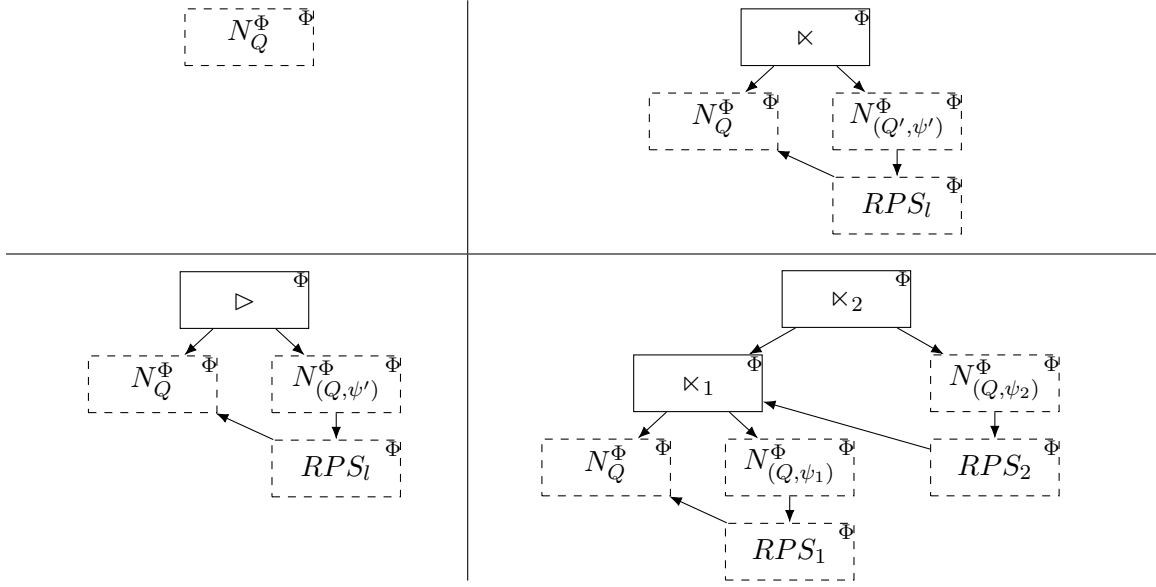 N_Q^Φ Φ
⋉ Φ
N_Q^Φ Φ N_{(Q′,ψ′)}^Φ Φ
RPS_l Φ
▷ Φ
N_Q^Φ Φ N_{(Q,ψ′)}^Φ Φ
RPS_l Φ
⋉_2 Φ
⋉_1 Φ N_{(Q,ψ_2)}^Φ Φ
N_Q^Φ Φ N_{(Q,ψ_1)}^Φ Φ RPS_2 Φ
RPS_1 Φ